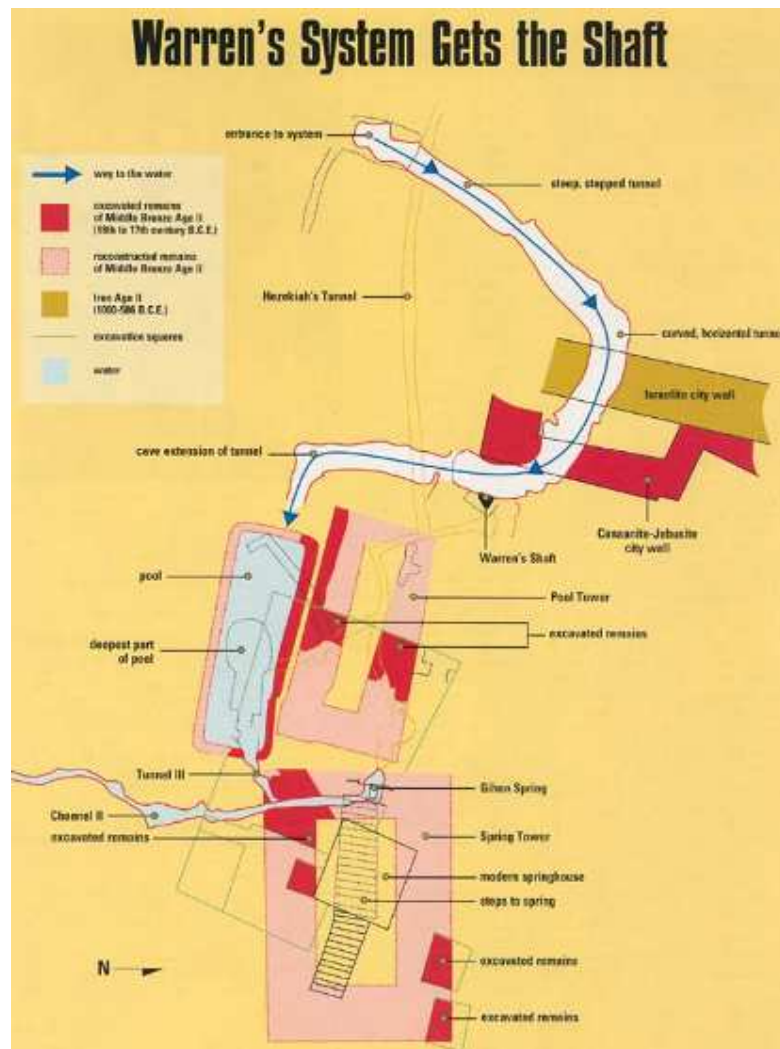 Warren's System Gets the Shaft
entrance to system
way to the water
steep, stepped tunnel
excavated remains
of Middle Bronze Age II
(18th to 17th century B.C.E.)
reconstructed remains
of Middle Bronze Age II
Hezekiah's Tunnel
Iron Age II
(1000-586 B.C.E.)
curved, horizontal tunnel
excavation squares
water
Israelite city wall
cave extension of tunnel
Canaanite-Jebusite
city wall
Warren's Shaft
pool
Pool Tower
excavated remains
deepest part
of pool
Tunnel III
Gihon Spring
Channel II
excavated remains
Spring Tower
modern springhouse
steps to spring
N
excavated remains
excavated remains